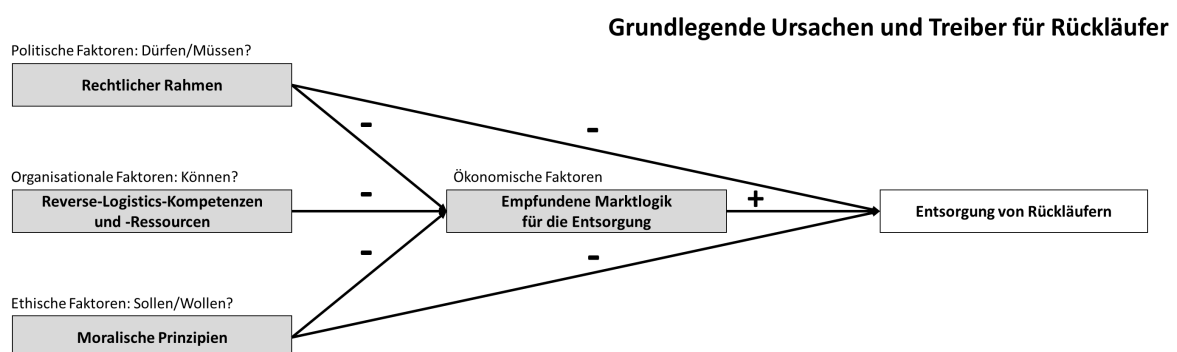 Grundlegende Ursachen und Treiber für Rückläufer
Politische Faktoren: Dürfen/Müssen?
Rechtlicher Rahmen
-
-
Organisationale Faktoren: Können?
Reverse-Logistics-Kompetenzen
und -Ressourcen
-
Ökonomische Faktoren
Empfundene Marktlogik
für die Entsorgung
+
Entsorgung von Rückläufern
-
-
Ethische Faktoren: Sollen/Wollen?
Moralische Prinzipien